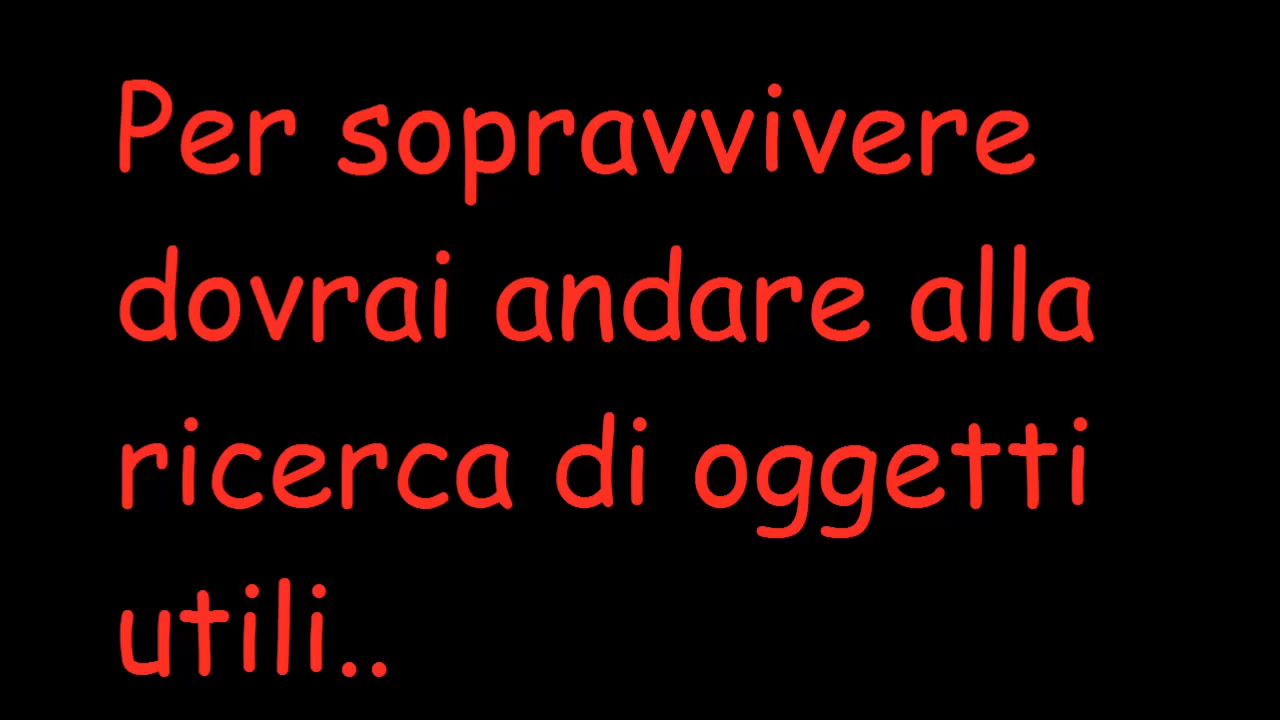 Per sopravvivere
dovrai andare alla
ricerca di oggetti
utili..